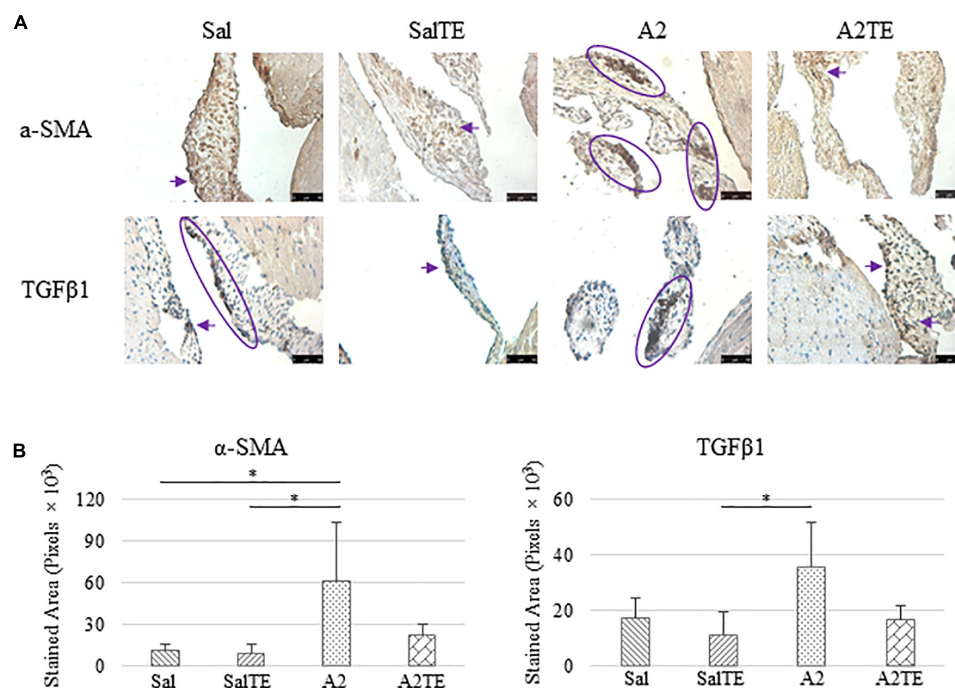 A
Sal SalTE A2 A2TE
a-SMA
TGFβ1
B
α-SMA
Stained Area (Pixels × 10³)
*
*
120
90
60
30
0
Sal SalTE A2 A2TE
TGFβ1
Stained Area (Pixels × 10³)
*
60
40
20
0
Sal SalTE A2 A2TE